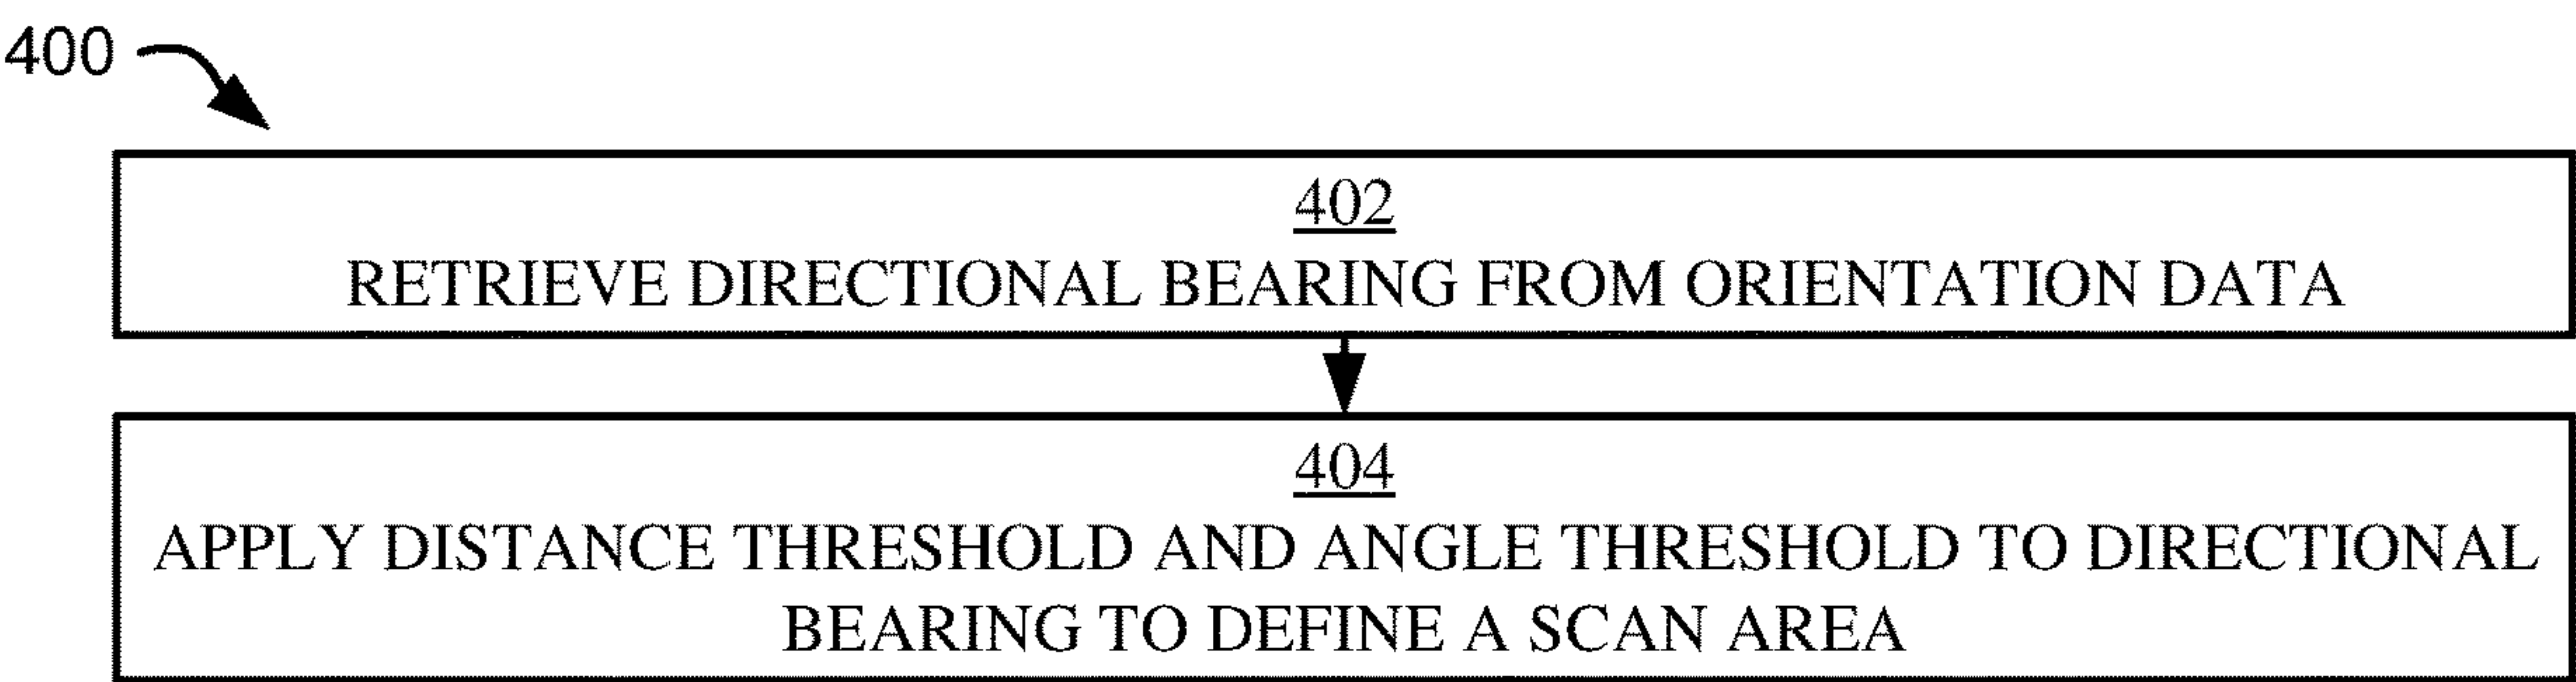 400
402
RETRIEVE DIRECTIONAL BEARING FROM ORIENTATION DATA
404
APPLY DISTANCE THRESHOLD AND ANGLE THRESHOLD TO DIRECTIONAL
BEARING TO DEFINE A SCAN AREA